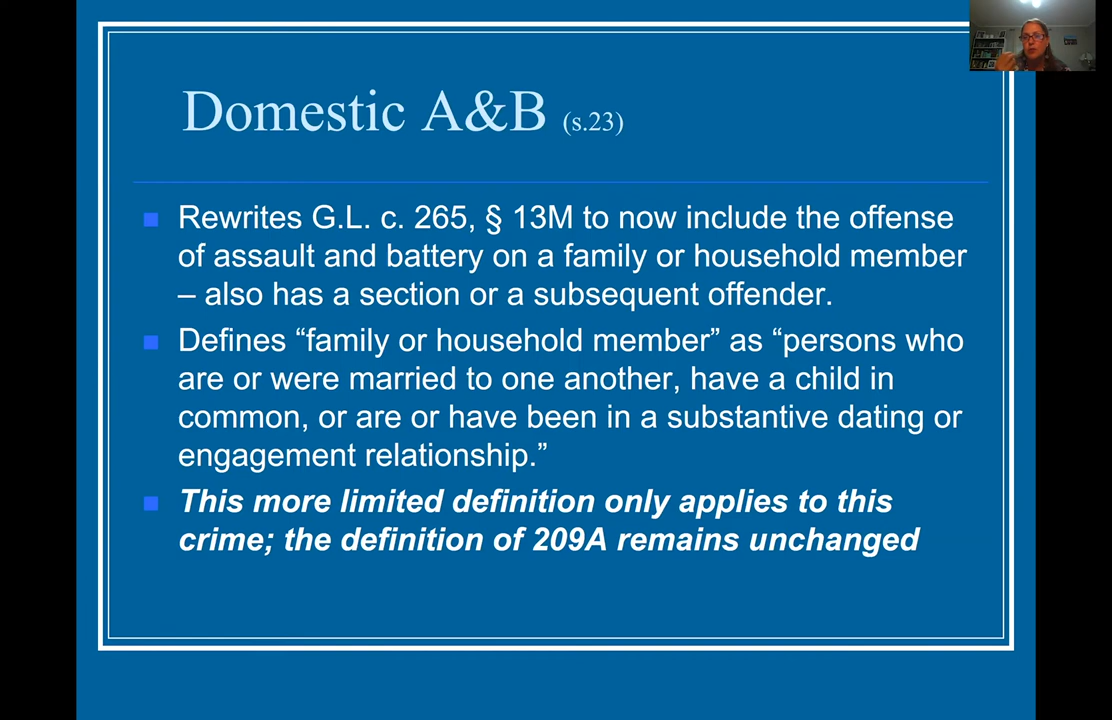 Domestic A&B (s.23)
Rewrites G.L. c. 265, § 13M to now include the offense
of assault and battery on a family or household member
– also has a section or a subsequent offender.
Defines “family or household member” as “persons who
are or were married to one another, have a child in
common, or are or have been in a substantive dating or
engagement relationship.”
This more limited definition only applies to this
crime; the definition of 209A remains unchanged